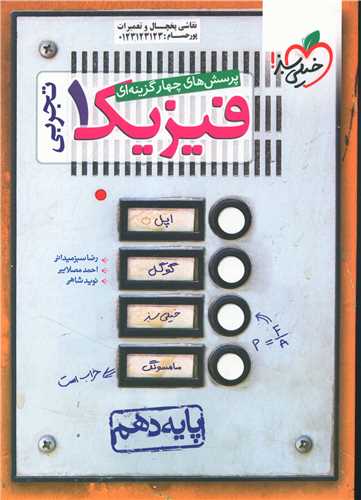 نقاشی یخچال و تعمیرات
پورحسام: ۰۱۲۳۱۲۳۱۲۳
خیلی سبز!
پرسش‌های چهارگزینه‌ای
فیزیک ۱
تجربی
اپل
گوگل
خیلی سبز
سامسونگ
رضا سبزمیدانی
احمد مصلایی
نوید شاهی
P = F/A
خراب است
پایه دهم